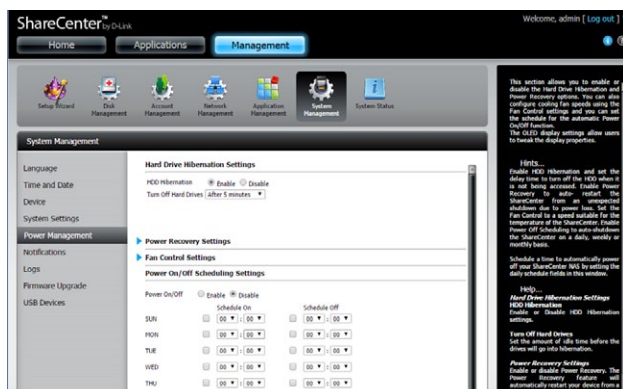 ShareCenter™ by D-Link
Welcome, admin [ Log out ]
Home
Applications
Management
Setup Wizard
Disk Management
Account Management
Network Management
Application Management
System Management
System Status
System Management
Language
Time and Date
Device
System Settings
Power Management
Notifications
Logs
Firmware Upgrade
USB Devices
Hard Drive Hibernation Settings
HDD Hibernation Enable Disable
Turn Off Hard Drives After 5 minutes
Power Recovery Settings
Fan Control Settings
Power On/Off Scheduling Settings
Power On/Off Enable Disable
Schedule On Schedule Off
SUN 00 : 00 00 : 00
MON 00 : 00 00 : 00
TUE 00 : 00 00 : 00
WED 00 : 00 00 : 00
THU 00 : 00 00 : 00
This section allows you to enable or
disable the Hard Drive Hibernation and
Power Recovery options. You can also
configure cooling fan speeds using the
Fan Control settings and you can set
the schedule for the automatic Power
On/Off function.
The OLED display settings allow users
to tweak the display properties.
Hints...
Enable HDD Hibernation and set the
delay time to turn off the HDD when it
is not being accessed. Enable Power
Recovery to auto- restart the
ShareCenter from an unexpected
shutdown due to power loss. Set the
Fan Control to a speed suitable for the
temperature of the ShareCenter. Enable
Power Off Scheduling to auto-shutdown
the ShareCenter on a daily, weekly or
monthly basis.
Schedule a time to automatically power
off your ShareCenter NAS by setting the
daily schedule fields in this window.
Help...
Hard Drive Hibernation Settings
HDD Hibernation
Enable or Disable HDD Hibernation
settings.
Turn Off Hard Drives
Set the amount of idle time before the
drives will go into hibernation.
Power Recovery Settings
Enable or disable Power Recovery. The
Power Recovery feature will
automatically restart your device from a